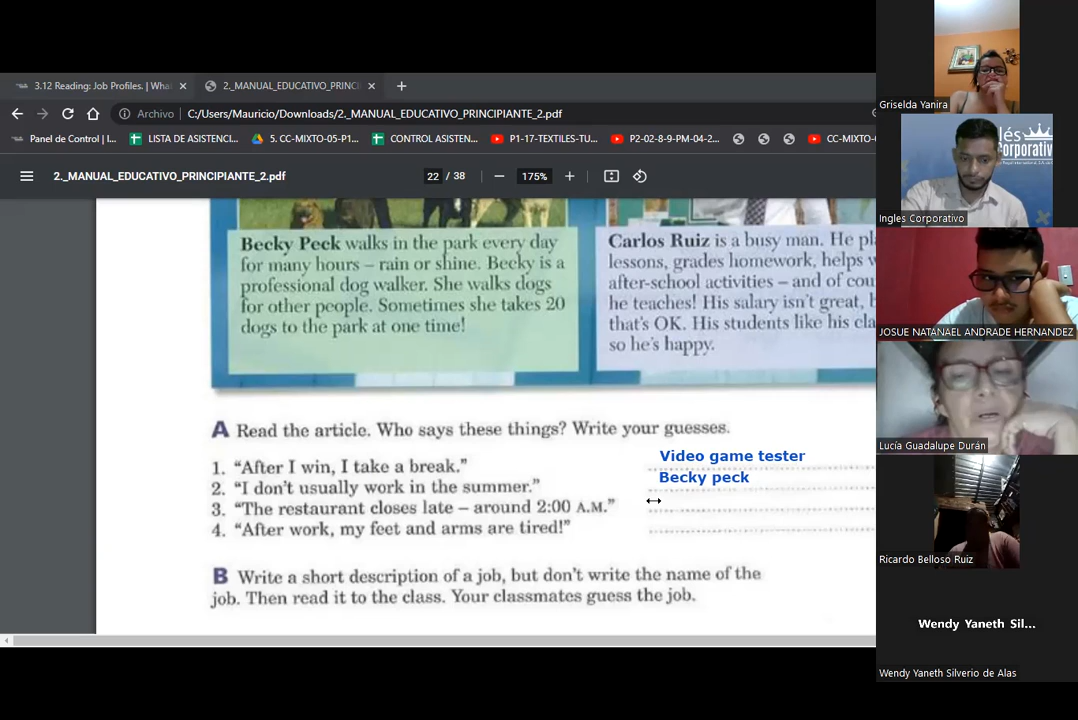 3.12 Reading: Job Profiles. | Wha
2._MANUAL_EDUCATIVO_PRINCI
Archivo
C:/Users/Mauricio/Downloads/2._MANUAL_EDUCATIVO_PRINCIPIANTE_2.pdf
Panel de Control | I...
LISTA DE ASISTENCI...
5. CC-MIXTO-05-P1...
CONTROL ASISTEN...
P1-17-TEXTILES-TU...
P2-02-8-9-PM-04-2...
CC-MIXTO-
2._MANUAL_EDUCATIVO_PRINCIPIANTE_2.pdf
22 / 38
175%
Becky Peck walks in the park every day
for many hours – rain or shine. Becky is a
professional dog walker. She walks dogs
for other people. Sometimes she takes 20
dogs to the park at one time!
Carlos Ruiz is a busy man. He pl
lessons, grades homework, helps
after-school activities – and of cou
he teaches! His salary isn't great,
that's OK. His students like his cla
so he's happy.
A Read the article. Who says these things? Write your guesses.
1. "After I win, I take a break."
Video game tester
2. "I don't usually work in the summer."
Becky peck
3. "The restaurant closes late – around 2:00 A.M."
4. "After work, my feet and arms are tired!"
B Write a short description of a job, but don't write the name of the
job. Then read it to the class. Your classmates guess the job.
Griselda Yanira
lés
Corporativ
Ingles Corporativo
JOSUE NATANAEL ANDRADE HERNANDEZ
Lucía Guadalupe Durán
Ricardo Belloso Ruiz
Wendy Yaneth Sil...
Wendy Yaneth Silverio de Alas